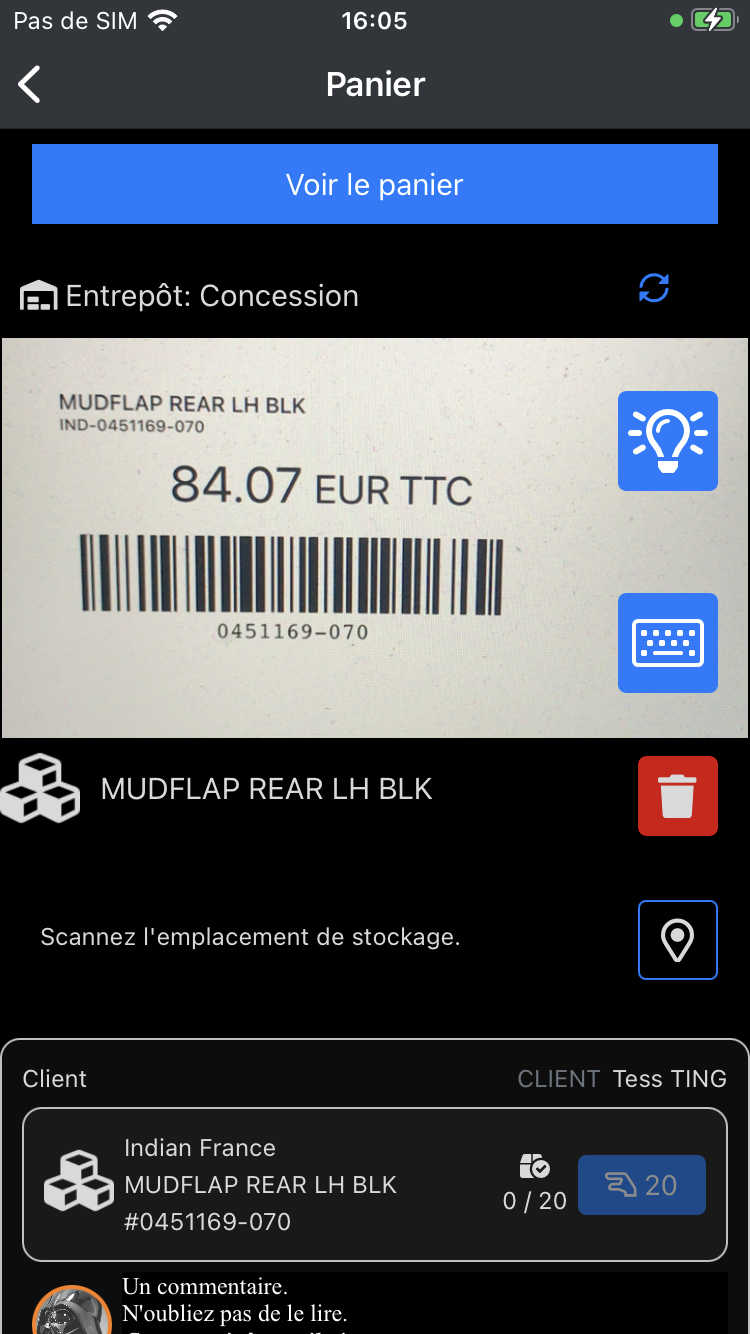 Pas de SIM
16:05
Panier
Voir le panier
Entrepôt: Concession
MUDFLAP REAR LH BLK
IND-0451169-070
84.07 EUR TTC
0451169-070
MUDFLAP REAR LH BLK
Scannez l'emplacement de stockage.
Client CLIENT Tess TING
Indian France
MUDFLAP REAR LH BLK
#0451169-070
0 / 20
20
Un commentaire.
N'oubliez pas de le lire.